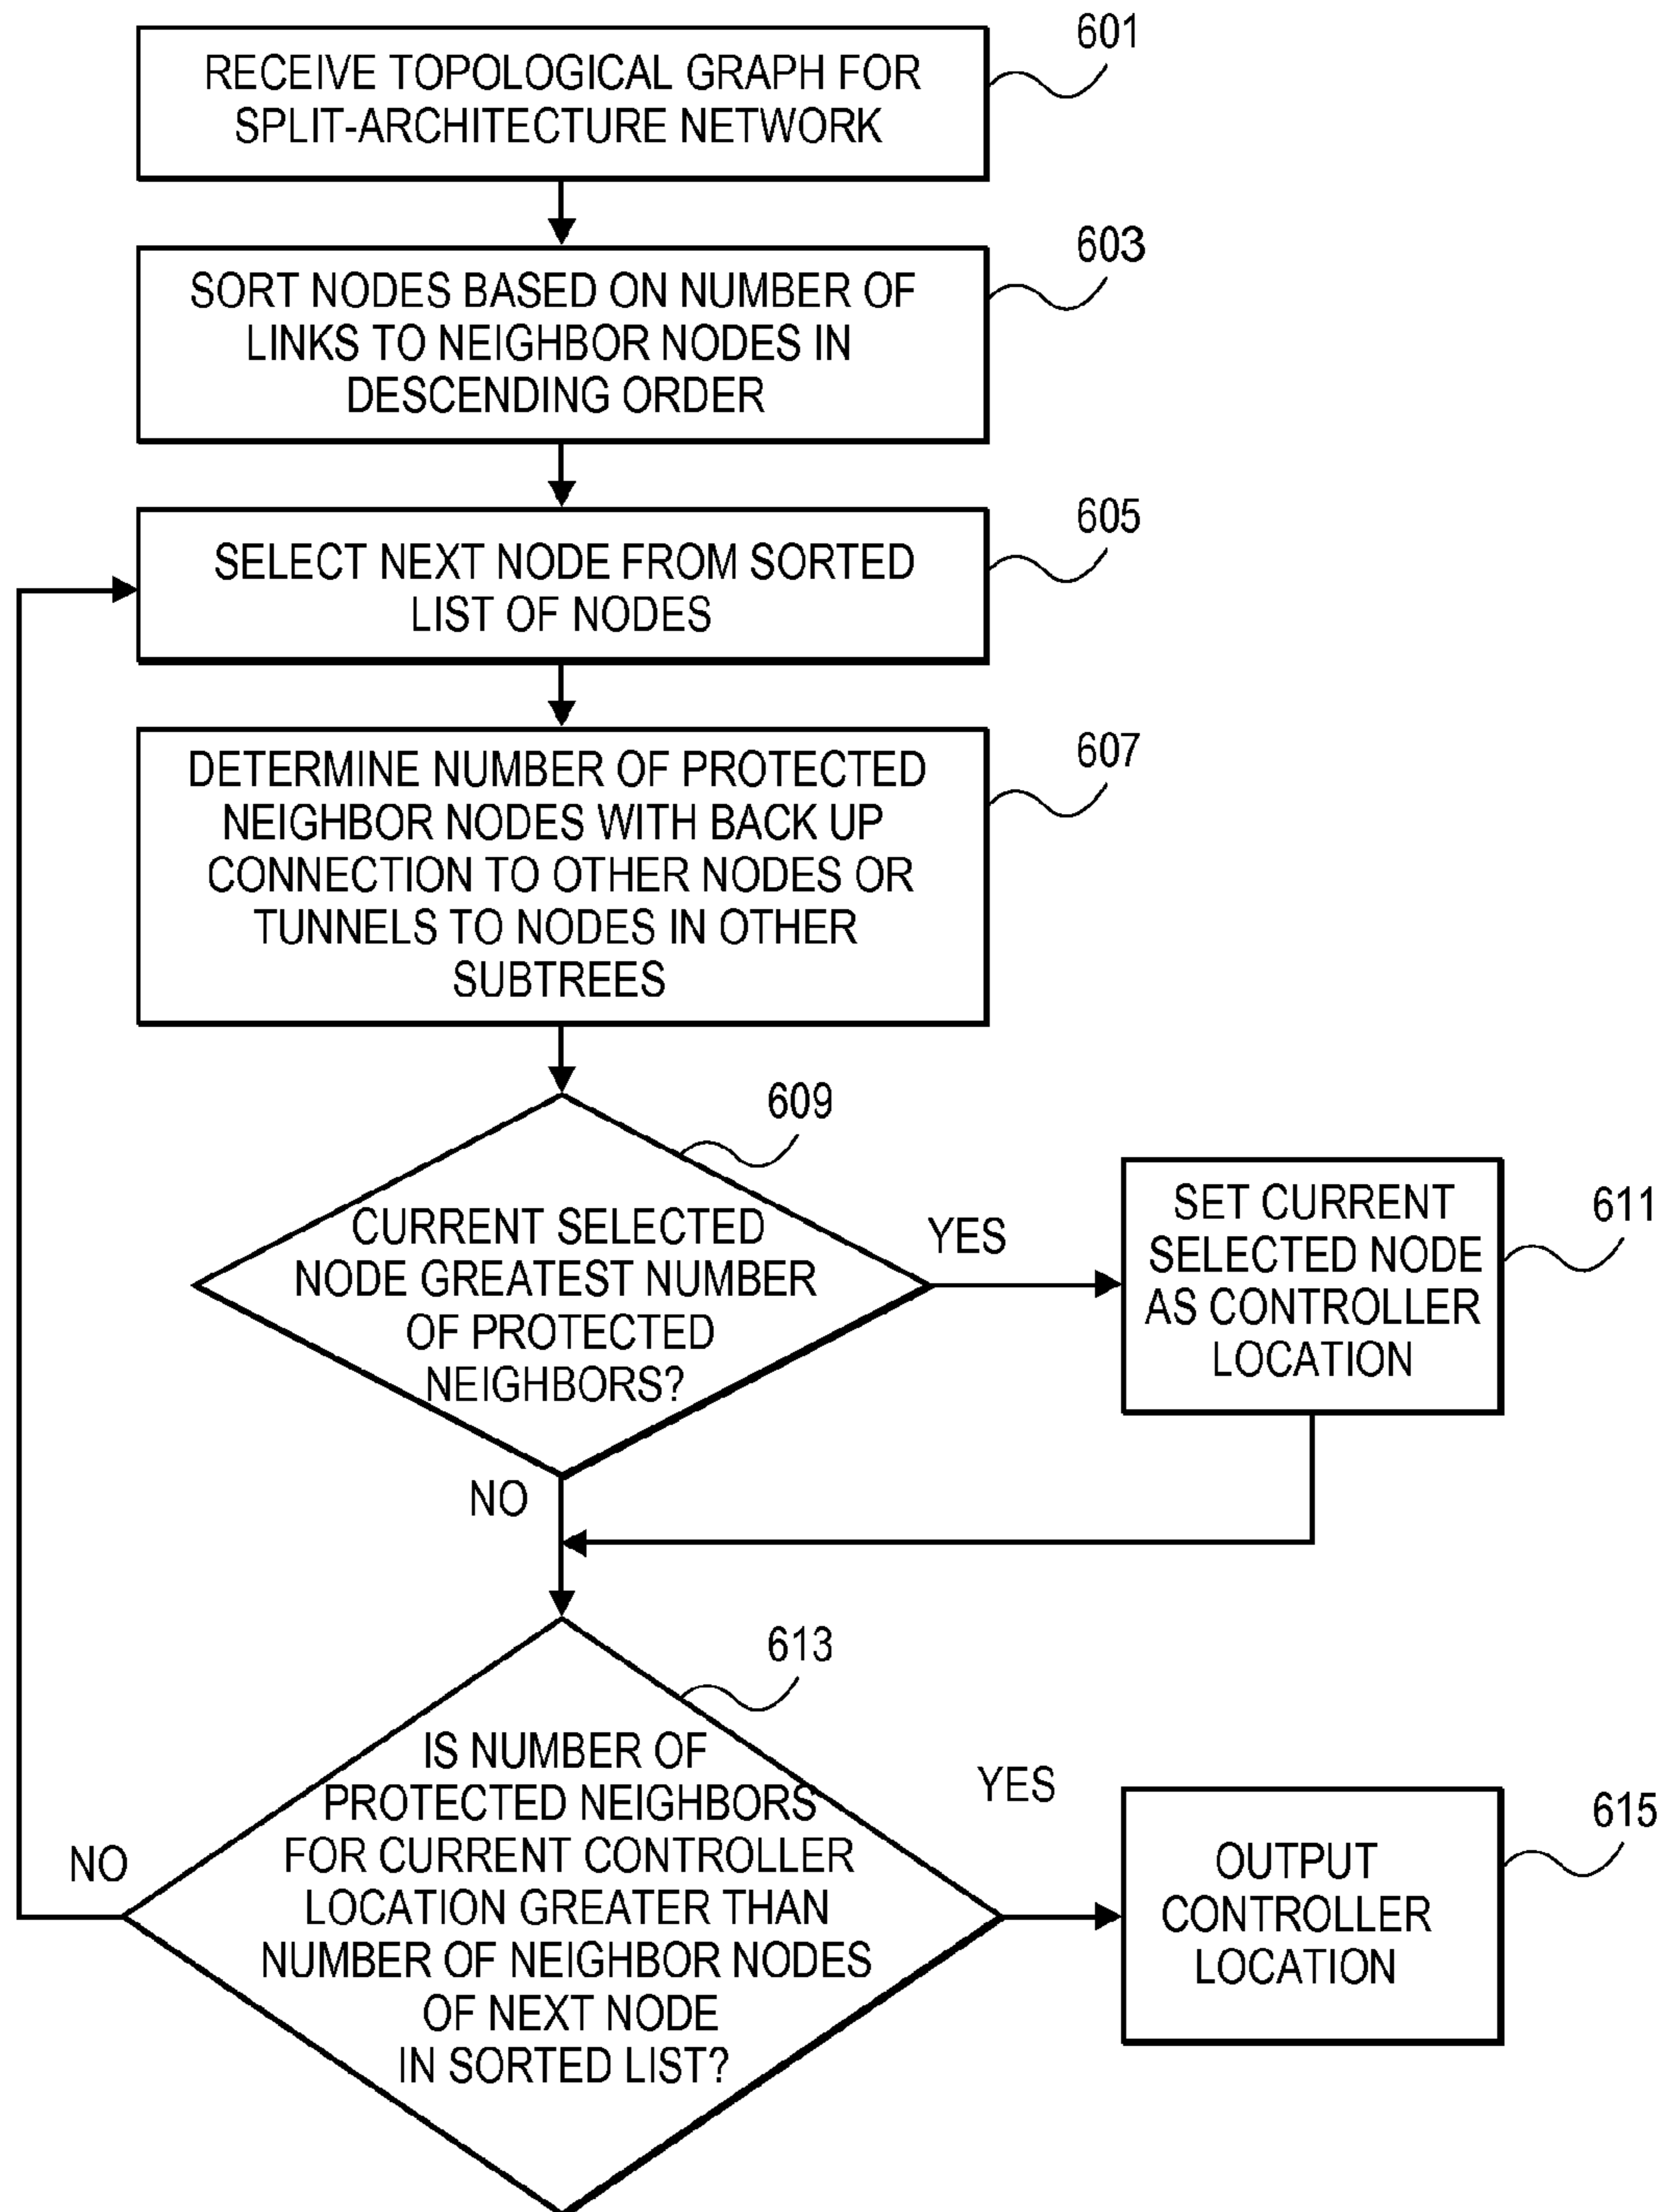 601
RECEIVE TOPOLOGICAL GRAPH FOR
SPLIT-ARCHITECTURE NETWORK
603
SORT NODES BASED ON NUMBER OF
LINKS TO NEIGHBOR NODES IN
DESCENDING ORDER
605
SELECT NEXT NODE FROM SORTED
LIST OF NODES
607
DETERMINE NUMBER OF PROTECTED
NEIGHBOR NODES WITH BACK UP
CONNECTION TO OTHER NODES OR
TUNNELS TO NODES IN OTHER
SUBTREES
609
CURRENT SELECTED
NODE GREATEST NUMBER
OF PROTECTED
NEIGHBORS?
YES
611
SET CURRENT
SELECTED NODE
AS CONTROLLER
LOCATION
NO
613
IS NUMBER OF
PROTECTED NEIGHBORS
FOR CURRENT CONTROLLER
LOCATION GREATER THAN
NUMBER OF NEIGHBOR NODES
OF NEXT NODE
IN SORTED LIST?
NO
YES
615
OUTPUT
CONTROLLER
LOCATION